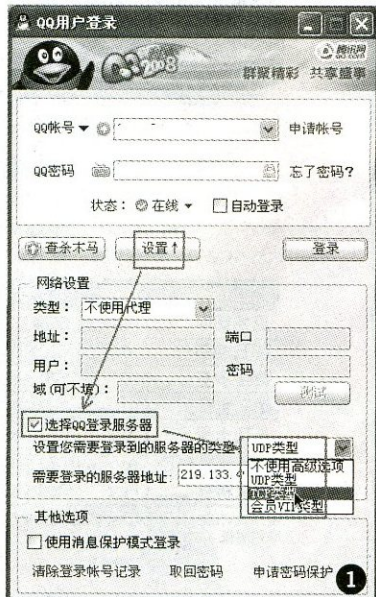 QQ用户登录
腾讯网
QQ.COM
2008
群聚精彩 共享盛事
QQ帐号
申请帐号
QQ密码
忘了密码?
状态: 在线 自动登录
查杀木马
设置↑
登录
网络设置
类型: 不使用代理
地址: 端口
用户: 密码
域(可不填): 测试
选择QQ登录服务器
设置您需要登录到的服务器的类型 UDP类型
不使用高级选项
UDP类型
TCP类型
会员VIP类型
需要登录的服务器地址: 219.133.4
其他选项
使用消息保护模式登录
清除登录帐号记录 取回密码 申请密码保护
1